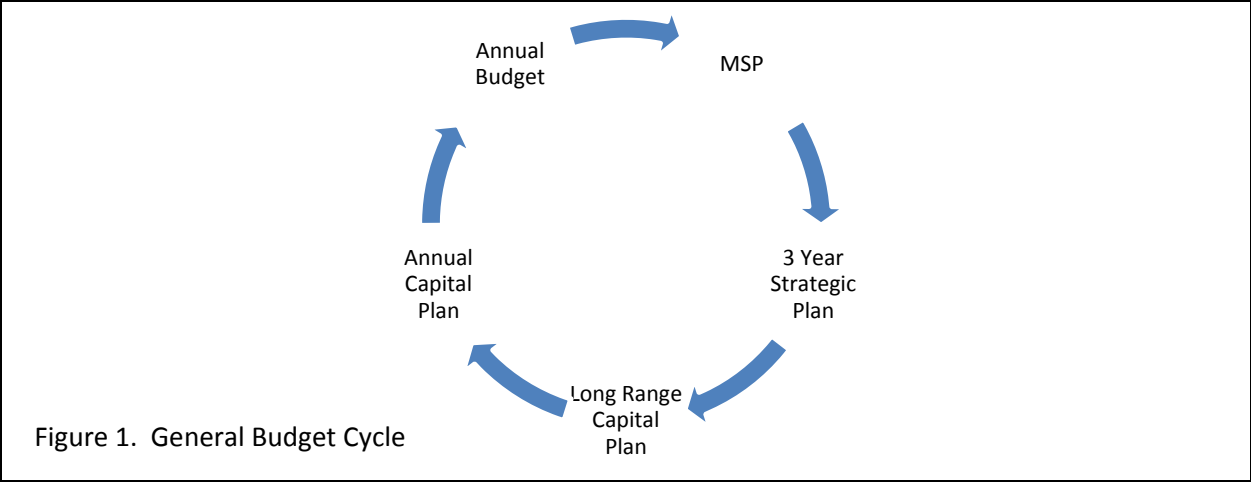 Annual
Budget
MSP
3 Year
Strategic
Plan
Long Range
Capital
Plan
Annual
Capital
Plan
Figure 1.  General Budget Cycle